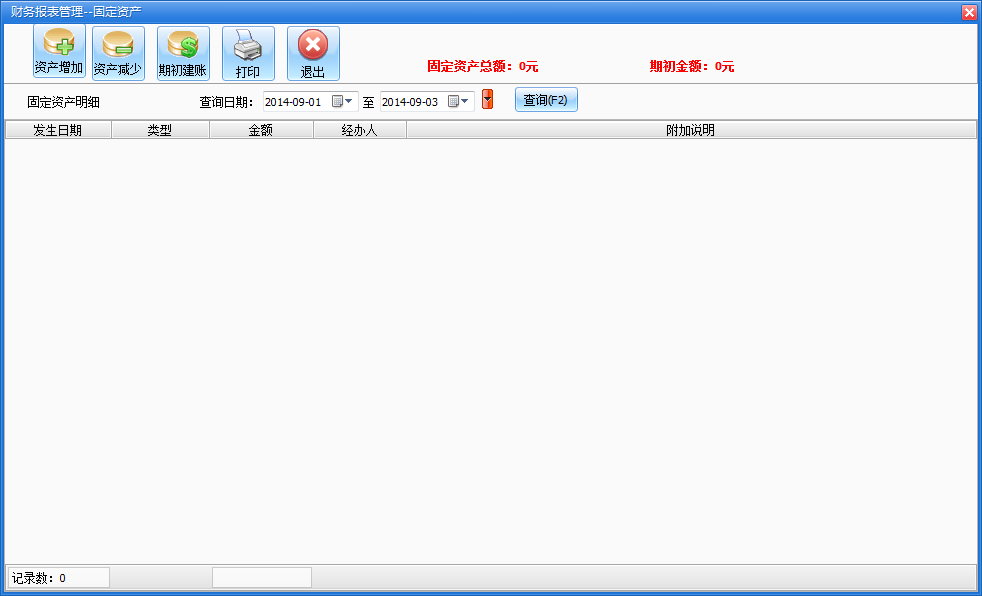 财务报表管理--固定资产
资产增加 资产减少 期初建账 打印 退出 固定资产总额：0元 期初金额：0元
固定资产明细 查询日期： 2014-09-01 至 2014-09-03 查询(F2)
发生日期 类型 金额 经办人 附加说明
记录数：0